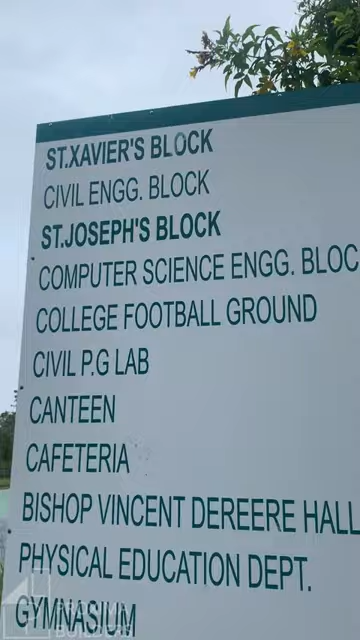 ST.XAVIER'S BLOCK
CIVIL ENGG. BLOCK
ST.JOSEPH'S BLOCK
COMPUTER SCIENCE ENGG. BLOC
COLLEGE FOOTBALL GROUND
CIVIL P.G LAB
CANTEEN
CAFETERIA
BISHOP VINCENT DEREERE HALL
PHYSICAL EDUCATION DEPT.
GYMNASIUM
BUILDERS